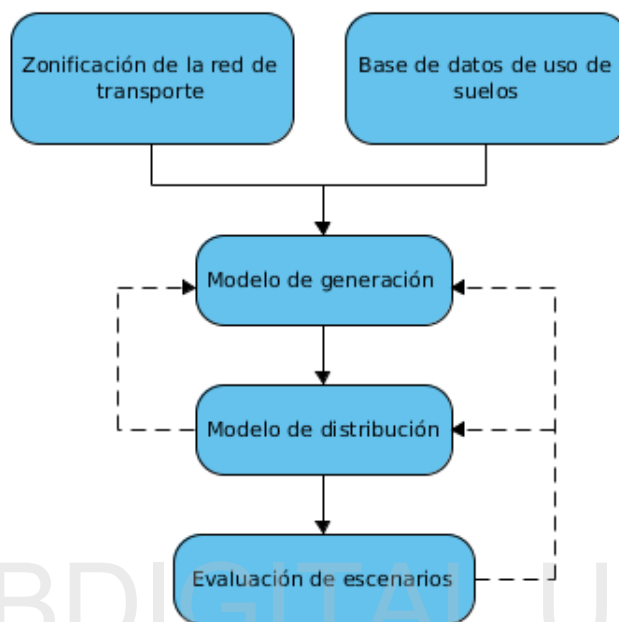 Zonificación de la red de
transporte
Base de datos de uso de
suelos
Modelo de generación
Modelo de distribución
Evaluación de escenarios
BDIGITAL U